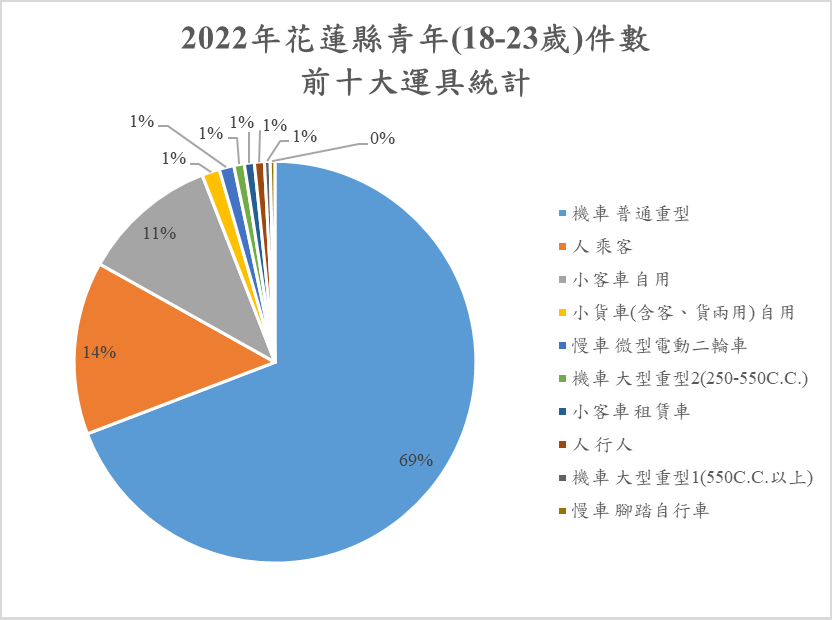 2022年花蓮縣青年(18-23歲)件數
前十大運具統計
1%
1%
1%
1%
1%
1%
0%
11%
14%
69%
機車 普通重型
人 乘客
小客車 自用
小貨車(含客、貨兩用) 自用
慢車 微型電動二輪車
機車 大型重型2(250-550C.C.)
小客車 租賃車
人 行人
機車 大型重型1(550C.C.以上)
慢車 腳踏自行車